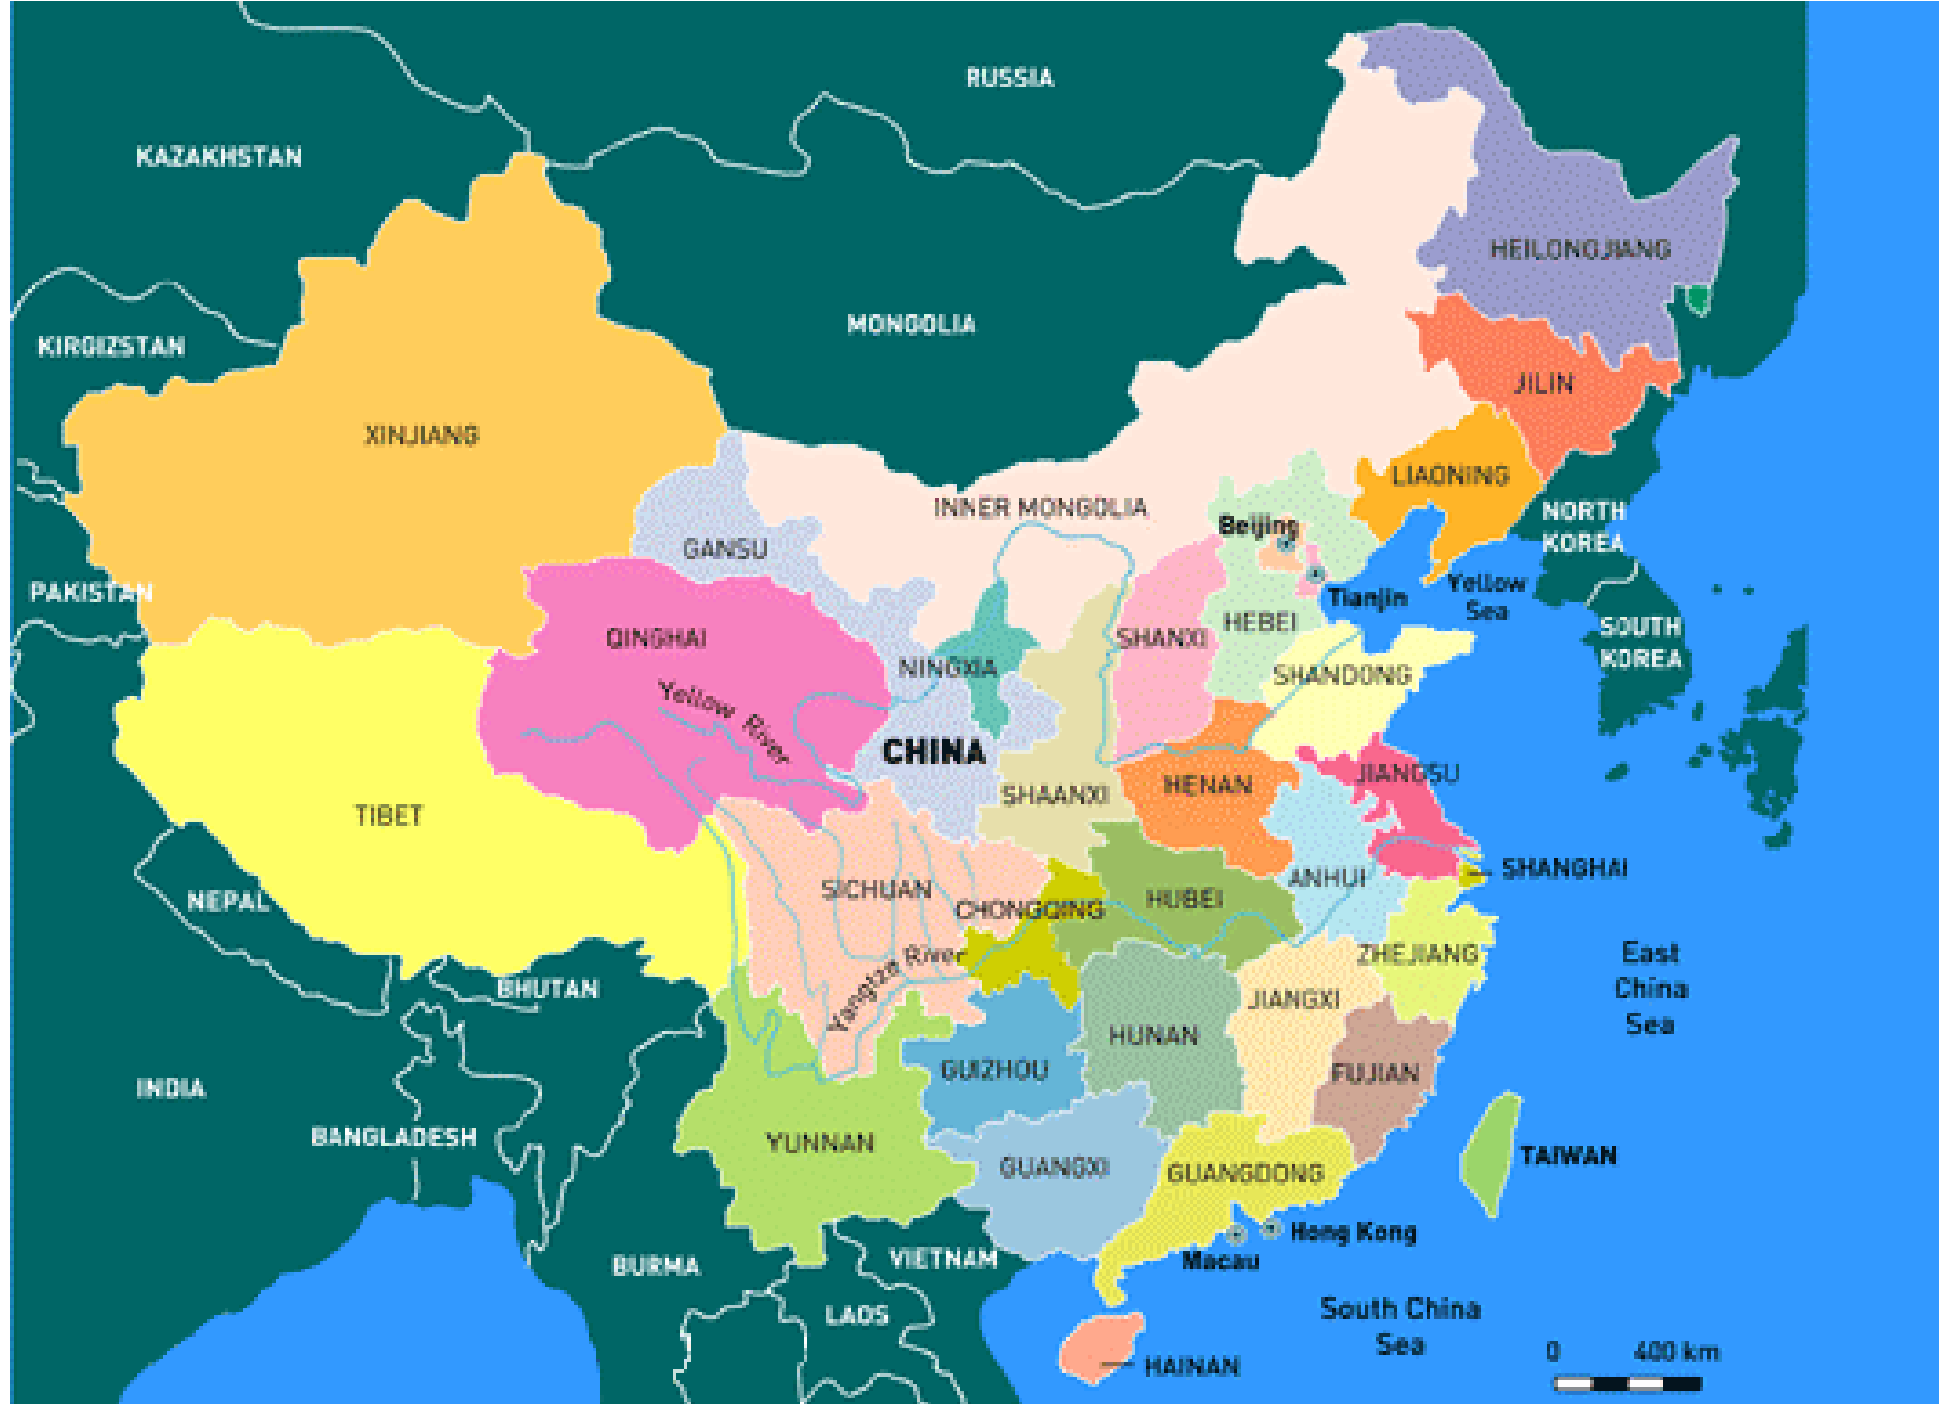 RUSSIA
KAZAKHSTAN
HEILONGJIANG
MONGOLIA
KIRGIZSTAN
JILIN
XINJIANG
LIAONING
INNER MONGOLIA
NORTH
KOREA
Beijing
GANSU
Yellow
Sea
PAKISTAN
Tianjin
HEBEI
SOUTH
KOREA
QINGHAI
SHANXI
NINGXIA
SHANDONG
Yellow River
CHINA
JIANGSU
HENAN
SHAANXI
TIBET
SHANGHAI
ANHUI
SICHUAN
HUBEI
CHONGQING
NEPAL
ZHEJIANG
East
China
Sea
Yangtze River
BHUTAN
JIANGXI
HUNAN
GUIZHOU
FUJIAN
INDIA
BANGLADESH
YUNNAN
TAIWAN
GUANGXI
GUANGDONG
Hong Kong
Macau
VIETNAM
BURMA
LAOS
South China
Sea
HAINAN
0 400 km